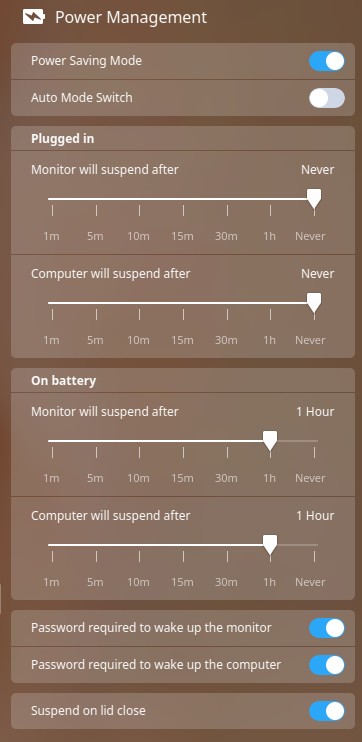 Power Management
Power Saving Mode
Auto Mode Switch
Plugged in
Monitor will suspend after Never
1m 5m 10m 15m 30m 1h Never
Computer will suspend after Never
1m 5m 10m 15m 30m 1h Never
On battery
Monitor will suspend after 1 Hour
1m 5m 10m 15m 30m 1h Never
Computer will suspend after 1 Hour
1m 5m 10m 15m 30m 1h Never
Password required to wake up the monitor
Password required to wake up the computer
Suspend on lid close